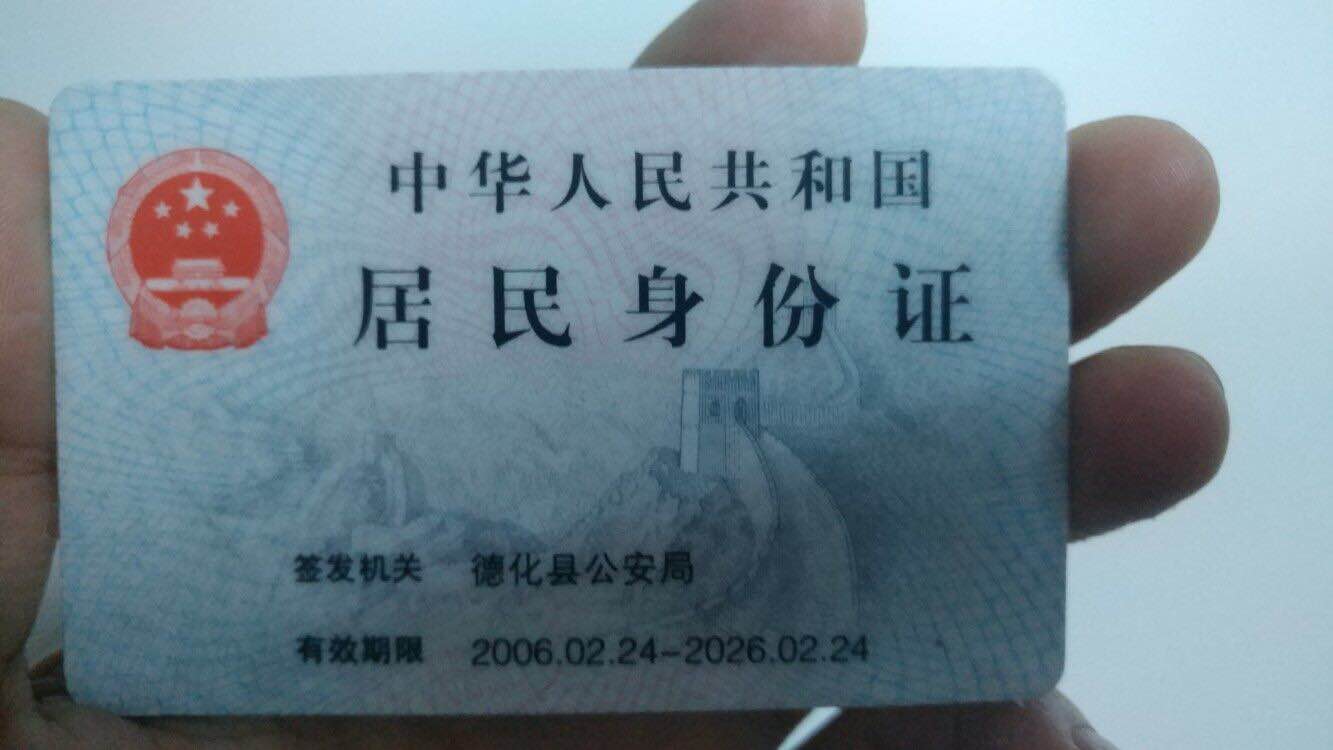 中华人民共和国
居民身份证
签发机关 德化县公安局
有效期限 2006.02.24-2026.02.24